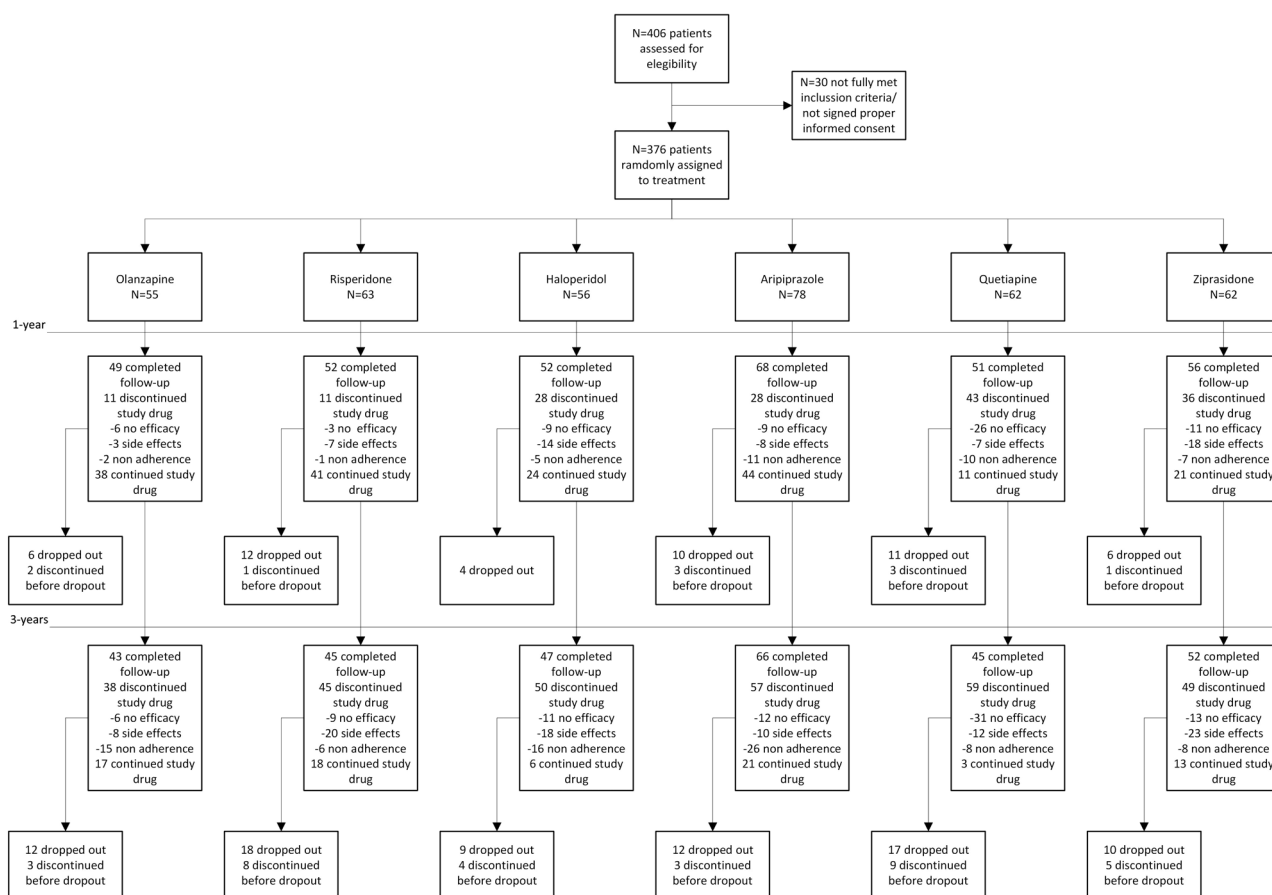 N=406 patients
assessed for
elegibility
N=30 not fully met
inclussion criteria/
not signed proper
informed consent
N=376 patients
ramdomly assigned
to treatment
Olanzapine
N=55
Risperidone
N=63
Haloperidol
N=56
Aripiprazole
N=78
Quetiapine
N=62
Ziprasidone
N=62
1-year
49 completed
follow-up
11 discontinued
study drug
-6 no efficacy
-3 side effects
-2 non adherence
38 continued study
drug
52 completed
follow-up
11 discontinued
study drug
-3 no  efficacy
-7 side effects
-1 non adherence
41 continued study
drug
52 completed
follow-up
28 discontinued
study drug
-9 no efficacy
-14 side effects
-5 non adherence
24 continued study
drug
68 completed
follow-up
28 discontinued
study drug
-9 no efficacy
-8 side effects
-11 non adherence
44 continued study
drug
51 completed
follow-up
43 discontinued
study drug
-26 no efficacy
-7 side effects
-10 non adherence
11 continued study
drug
56 completed
follow-up
36 discontinued
study drug
-11 no efficacy
-18 side effects
-7 non adherence
21 continued study
drug
6 dropped out
2 discontinued
before dropout
12 dropped out
1 discontinued
before dropout
4 dropped out
10 dropped out
3 discontinued
before dropout
11 dropped out
3 discontinued
before dropout
6 dropped out
1 discontinued
before dropout
3-years
43 completed
follow-up
38 discontinued
study drug
-6 no efficacy
-8 side effects
-15 non adherence
17 continued study
drug
45 completed
follow-up
45 discontinued
study drug
-9 no efficacy
-20 side effects
-6 non adherence
18 continued study
drug
47 completed
follow-up
50 discontinued
study drug
-11 no efficacy
-18 side effects
-16 non adherence
6 continued study
drug
66 completed
follow-up
57 discontinued
study drug
-12 no efficacy
-10 side effects
-26 non adherence
21 continued study
drug
45 completed
follow-up
59 discontinued
study drug
-31 no efficacy
-12 side effects
-8 non adherence
3 continued study
drug
52 completed
follow-up
49 discontinued
study drug
-13 no efficacy
-23 side effects
-8 non adherence
13 continued study
drug
12 dropped out
3 discontinued
before dropout
18 dropped out
8 discontinued
before dropout
9 dropped out
4 discontinued
before dropout
12 dropped out
3 discontinued
before dropout
17 dropped out
9 discontinued
before dropout
10 dropped out
5 discontinued
before dropout